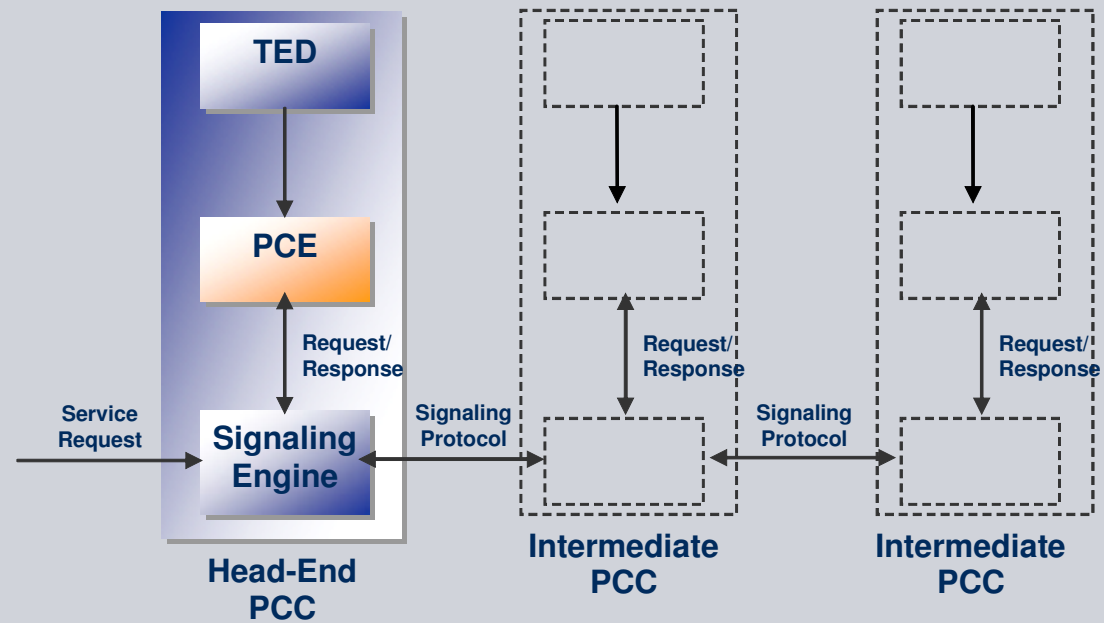 TED
PCE
Request/
Response
Request/
Response
Request/
Response
Service
Request
Signaling
Engine
Signaling
Protocol
Signaling
Protocol
Head-End
PCC
Intermediate
PCC
Intermediate
PCC